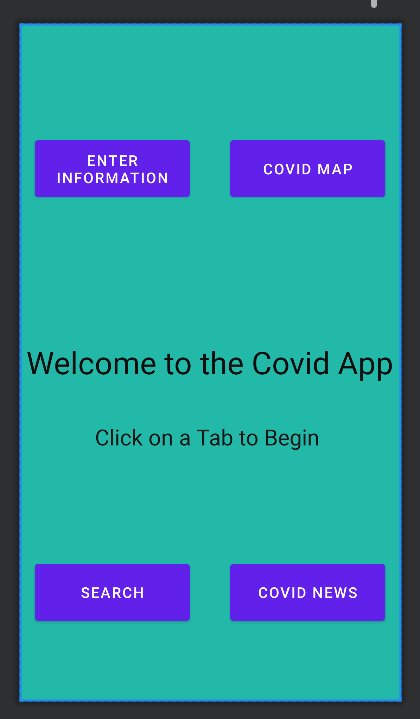 ENTER
INFORMATION
COVID MAP
Welcome to the Covid App
Click on a Tab to Begin
SEARCH
COVID NEWS